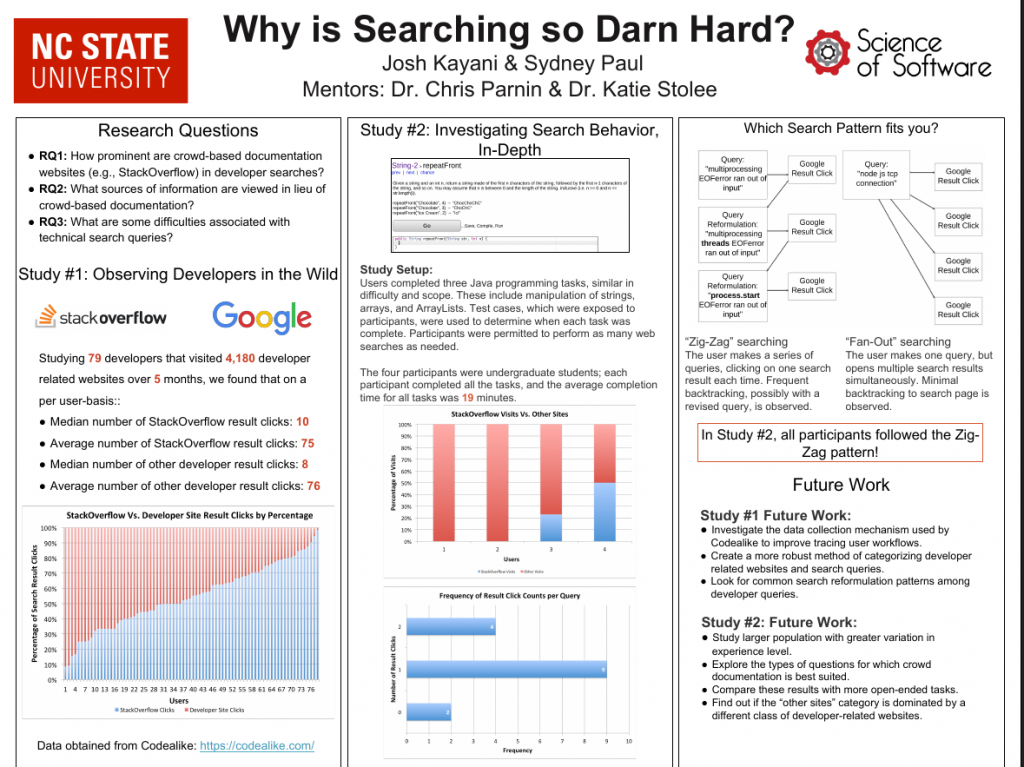 NC STATE
UNIVERSITY
Why is Searching so Darn Hard?
Josh Kayani & Sydney Paul
Mentors: Dr. Chris Parnin & Dr. Katie Stolee
Science
of Software
Research Questions
● RQ1: How prominent are crowd-based documentation
websites (e.g., StackOverflow) in developer searches?
● RQ2: What sources of information are viewed in lieu of
crowd-based documentation?
● RQ3: What are some difficulties associated with
technical search queries?
Study #1: Observing Developers in the Wild
stackoverflow
Google
Studying 79 developers that visited 4,180 developer
related websites over 5 months, we found that on a
per user-basis::
● Median number of StackOverflow result clicks: 10
● Average number of StackOverflow result clicks: 75
● Median number of other developer result clicks: 8
● Average number of other developer result clicks: 76
StackOverflow Vs. Developer Site Result Clicks by Percentage
Percentage of Search Result Clicks
100%
90%
80%
70%
60%
50%
40%
30%
20%
10%
0%
1 4 7 10 13 16 19 22 25 28 31 34 37 40 43 46 49 52 55 58 61 64 67 70 73 76
Users
StackOverflow Clicks Developer Site Clicks
Data obtained from Codealike: https://codealike.com/
Study #2: Investigating Search Behavior,
In-Depth
String-2 > repeatFront
prev | next | chance
Given a string and an int n, return a string made of the first n characters of the string, followed by the first n-1 characters of
the string, and so on. You may assume that n is between 0 and the length of the string, inclusive (i.e. n >= 0 and n <=
str.length()).
repeatFront("Chocolate", 4) → "ChocChoChC"
repeatFront("Chocolate", 3) → "ChoChC"
repeatFront("Ice Cream", 2) → "IcI"
Go
...Save, Compile, Run
public String repeatFront(String str, int n) {
}
Study Setup:
Users completed three Java programming tasks, similar in
difficulty and scope. These include manipulation of strings,
arrays, and ArrayLists. Test cases, which were exposed to
participants, were used to determine when each task was
complete. Participants were permitted to perform as many web
searches as needed.
The four participants were undergraduate students; each
participant completed all the tasks, and the average completion
time for all tasks was 19 minutes.
StackOverflow Visits Vs. Other Sites
Percentage of Visits
100%
90%
80%
70%
60%
50%
40%
30%
20%
10%
0%
1 2 3 4
Users
StackOverflow Visits Other Visits
Frequency of Result Click Counts per Query
Number of Result Clicks
2
4
1
9
0
2
0 1 2 3 4 5 6 7 8 9 10
Frequency
Which Search Pattern fits you?
Query:
"multiprocessing
EOFerror ran out of
input"
Google
Result Click
Query
Reformulation:
"multiprocessing
threads EOFerror
ran out of input"
Google
Result Click
Query
Reformulation:
"process.start
EOFerror ran out of
input"
Google
Result Click
Query:
"node js tcp
connection"
Google
Result Click
Google
Result Click
Google
Result Click
Google
Result Click
“Zig-Zag” searching
The user makes a series of
queries, clicking on one search
result each time. Frequent
backtracking, possibly with a
revised query, is observed.
“Fan-Out” searching
The user makes one query, but
opens multiple search results
simultaneously. Minimal
backtracking to search page is
observed.
In Study #2, all participants followed the Zig-
Zag pattern!
Future Work
Study #1 Future Work:
● Investigate the data collection mechanism used by
Codealike to improve tracing user workflows.
● Create a more robust method of categorizing developer
related websites and search queries.
● Look for common search reformulation patterns among
developer queries.
Study #2: Future Work:
● Study larger population with greater variation in
experience level.
● Explore the types of questions for which crowd
documentation is best suited.
● Compare these results with more open-ended tasks.
● Find out if the “other sites” category is dominated by a
different class of developer-related websites.